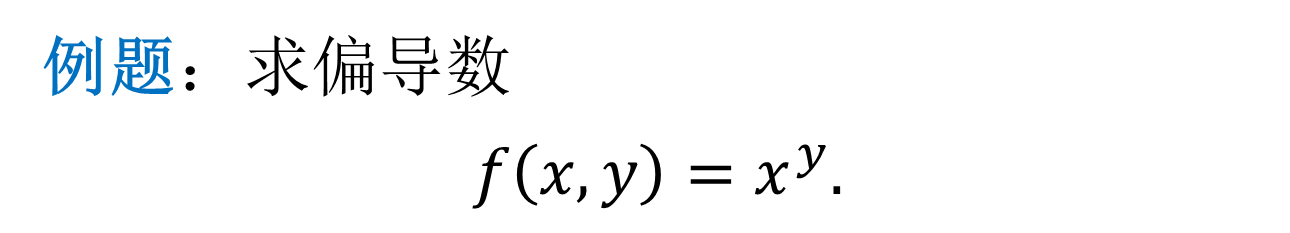 例题：求偏导数
f(x, y) = x^y.